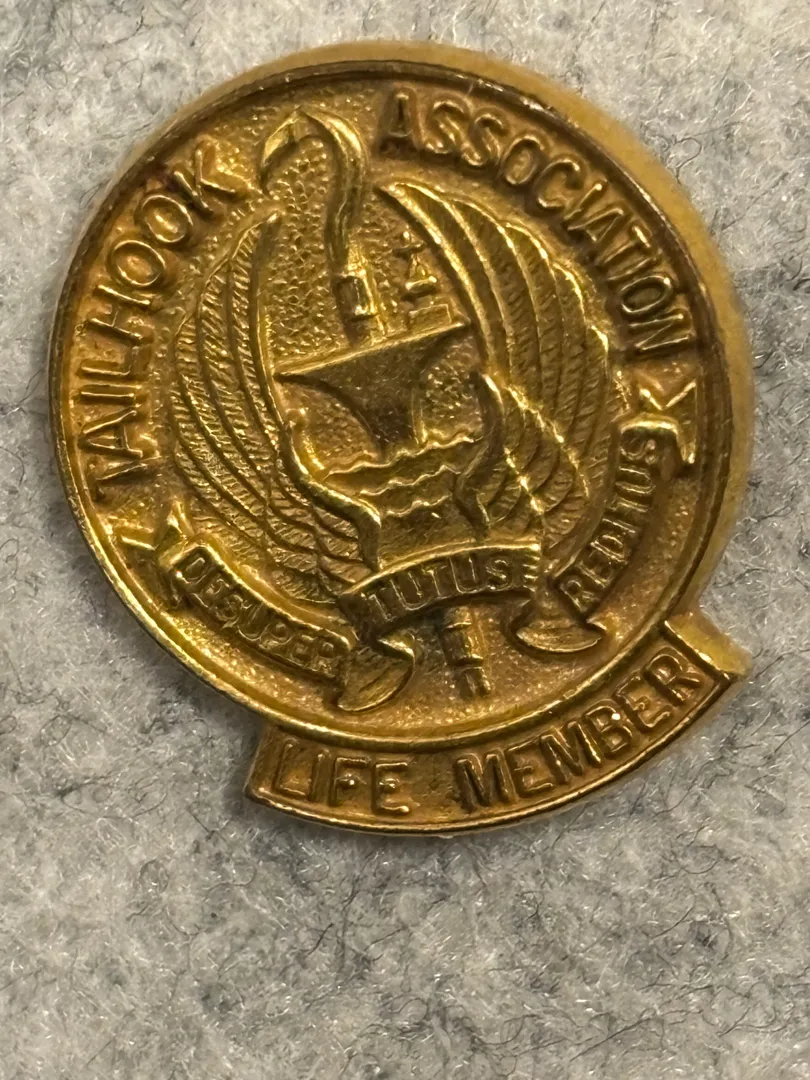 TAILHOOK ASSOCIATION
DESUPER TUTUS REDITUS
LIFE MEMBER